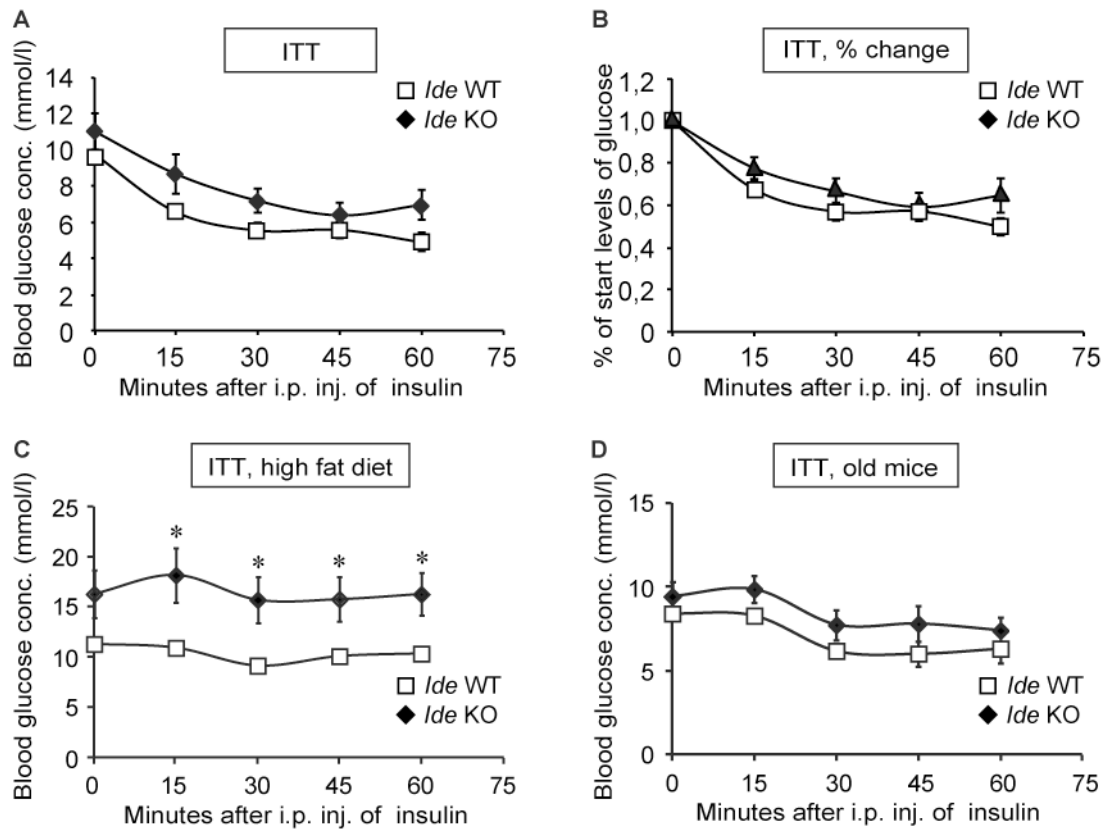 A
ITT
Blood glucose conc. (mmol/l)
14
12
10
8
6
4
2
0
0 15 30 45 60 75
Minutes after i.p. inj. of insulin
Ide WT
Ide KO
B
ITT, % change
% of start levels of glucose
1,2
1,0
0,8
0,6
0,4
0,2
0
0 15 30 45 60 75
Minutes after i.p. inj. of insulin
Ide WT
Ide KO
C
ITT, high fat diet
Blood glucose conc. (mmol/l)
25
20
15
10
5
0
* * * *
0 15 30 45 60 75
Minutes after i.p. inj. of insulin
Ide WT
Ide KO
D
ITT, old mice
Blood glucose conc. (mmol/l)
15
10
5
0
0 15 30 45 60 75
Minutes after i.p. inj. of insulin
Ide WT
Ide KO